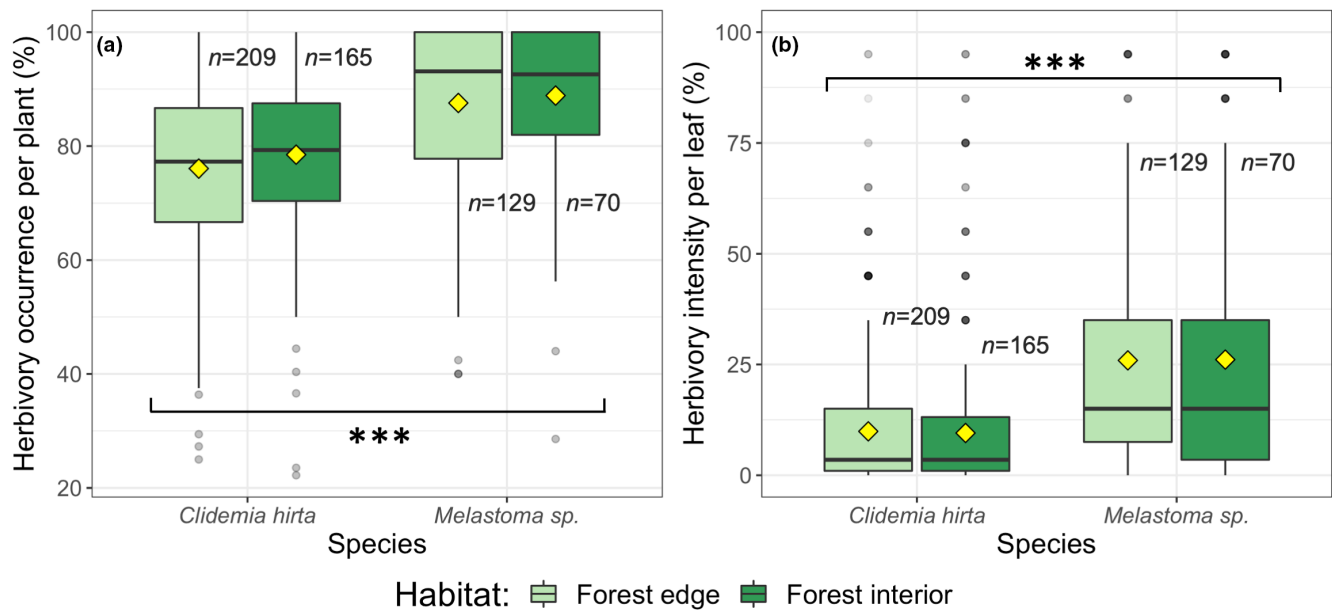 (a)
Herbivory occurrence per plant (%)
100
80
60
40
20
n=209
n=165
n=129
n=70
***
Clidemia hirta
Melastoma sp.
Species
(b)
Herbivory intensity per leaf (%)
100
75
50
25
0
***
n=209
n=165
n=129
n=70
Clidemia hirta
Melastoma sp.
Species
Habitat: Forest edge Forest interior